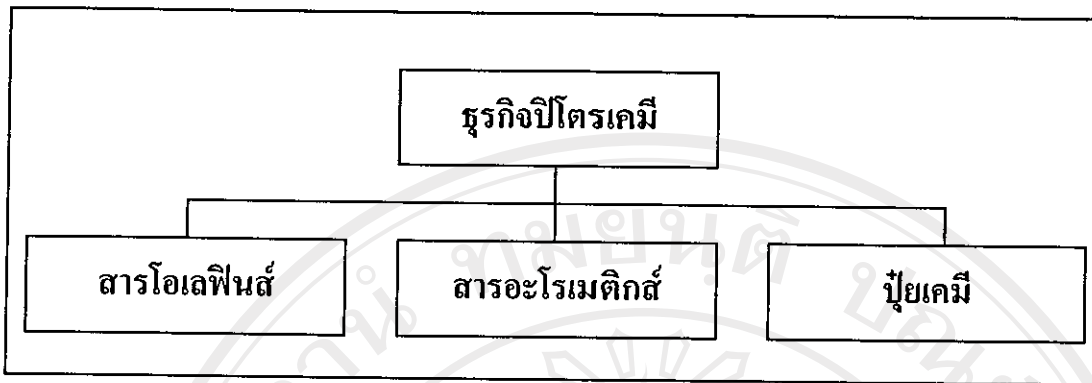 ธุรกิจปิโตรเคมี
สารโอเลฟินส์
สารอะโรเมติกส์
ปุ๋ยเคมี